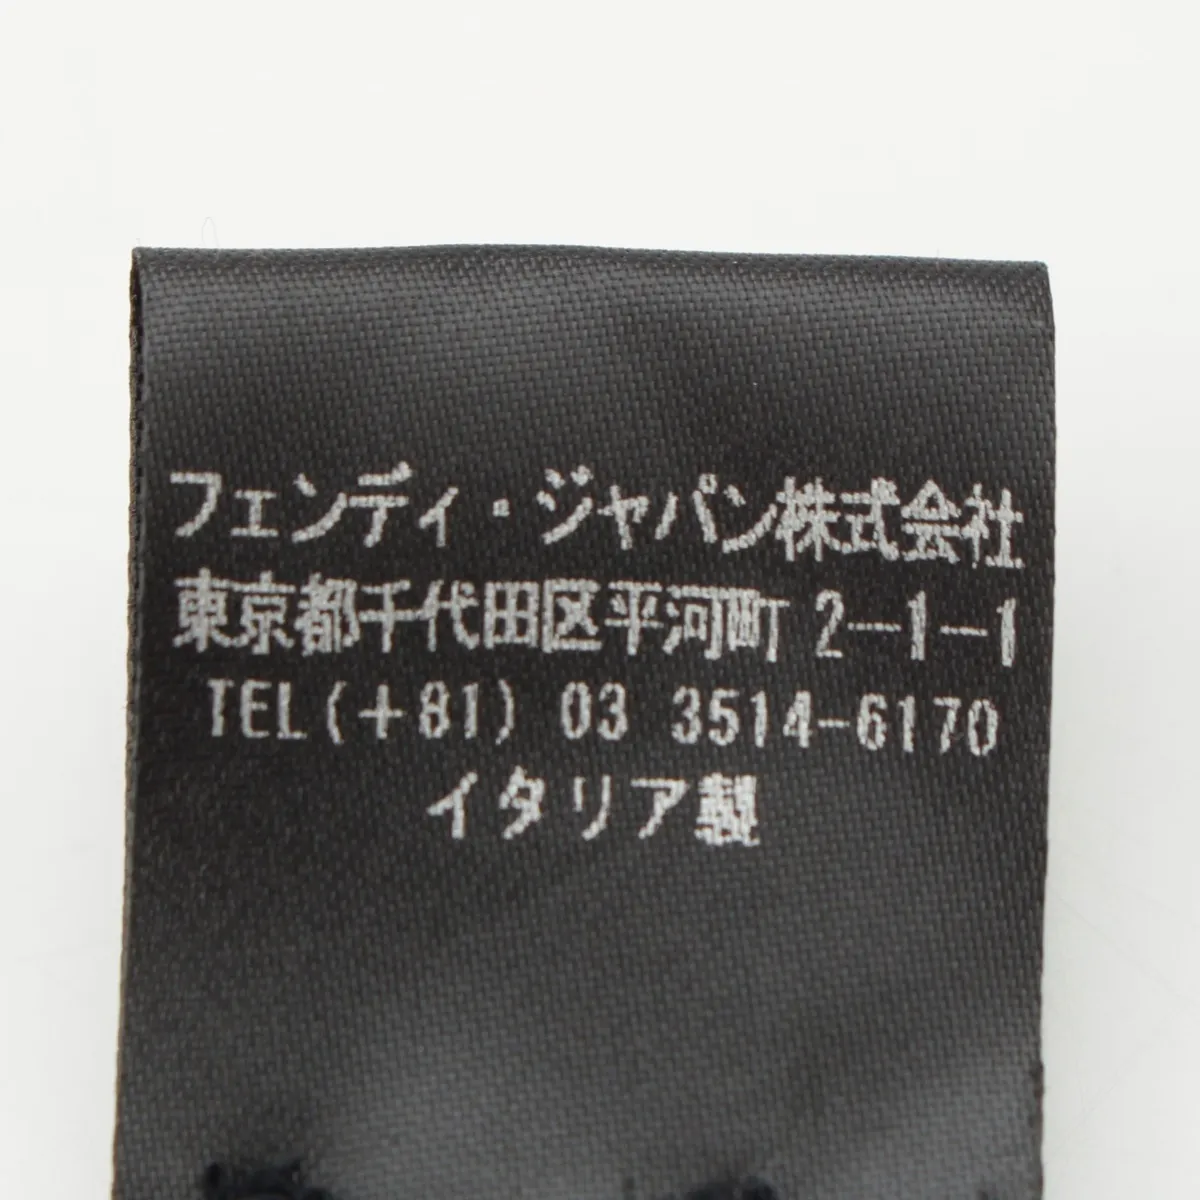 フェンディ・ジャパン株式会社
東京都千代田区平河町 2-1-1
TEL(+81) 03 3514-6170
イタリア製